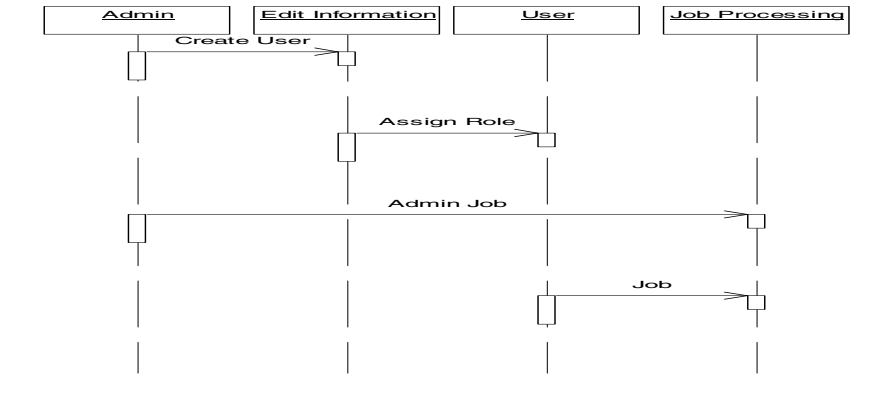 Admin
Edit Information
User
Job Processing
Create User
Assign Role
Admin Job
Job